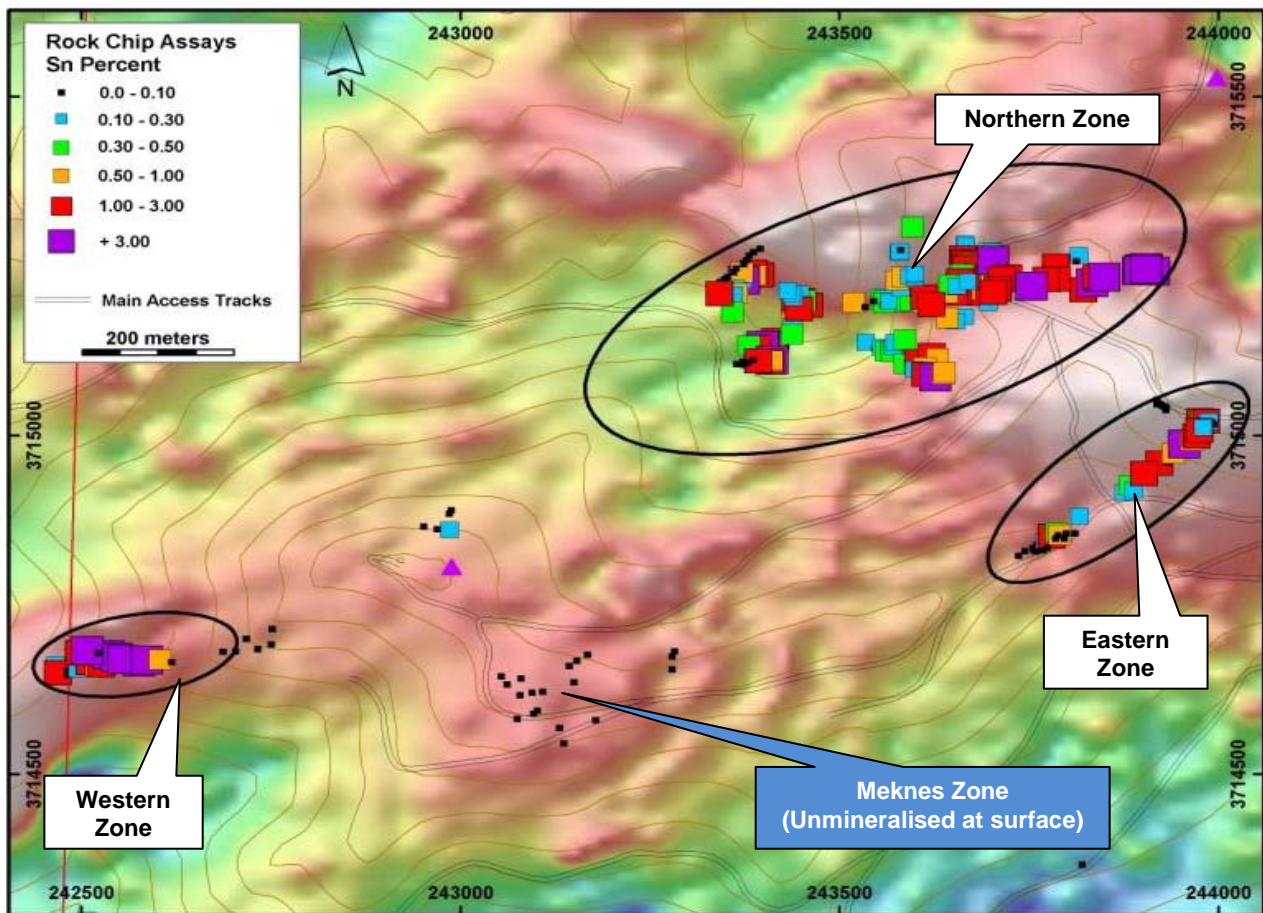 243000
243500
244000
Rock Chip Assays
Sn Percent
0.0 - 0.10
0.10 - 0.30
0.30 - 0.50
0.50 - 1.00
1.00 - 3.00
+ 3.00
Main Access Tracks
200 meters
N
3715500
Northern Zone
3715000
3715000
Eastern
Zone
Western
Zone
Meknes Zone
(Unmineralised at surface)
3714500
3714500
242500
243000
243500
244000